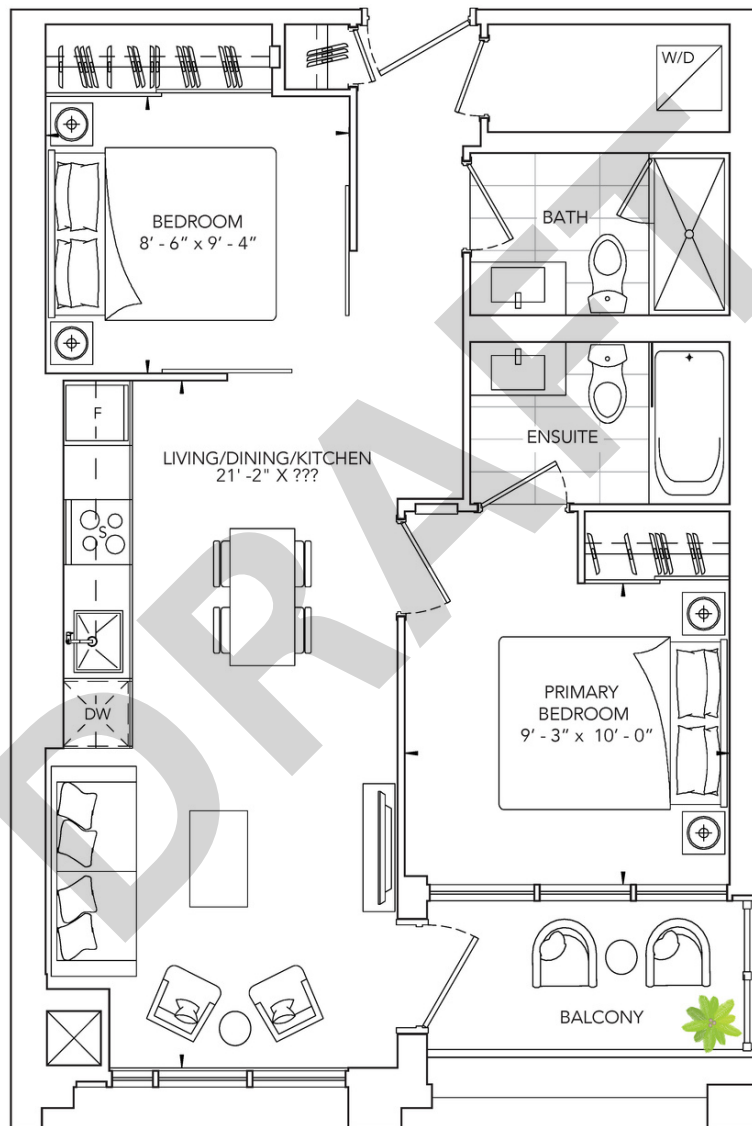 W/D
BEDROOM
8' - 6" x 9' - 4"
BATH
F
ENSUITE
LIVING/DINING/KITCHEN
21' -2" X ???
S
DW
PRIMARY
BEDROOM
9' - 3" x 10' - 0"
BALCONY
DRAFT